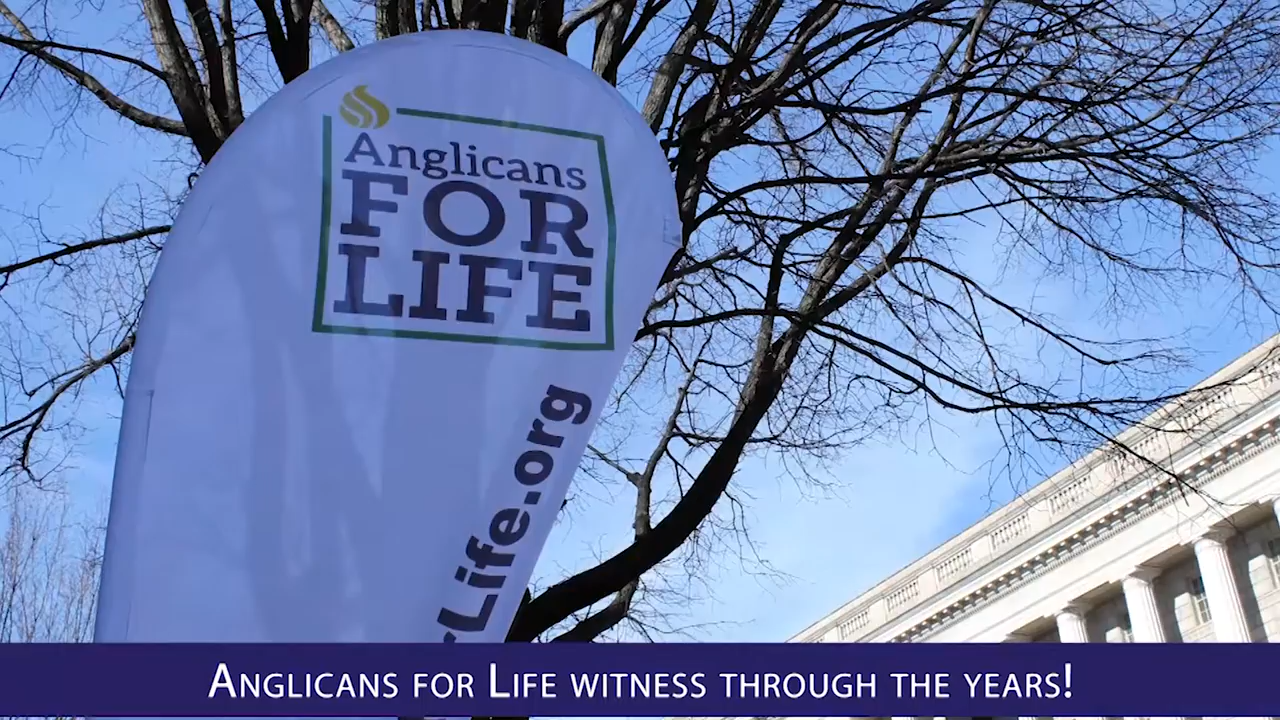 Anglicans
FOR
LIFE
Life.org
Anglicans for Life witness through the years!